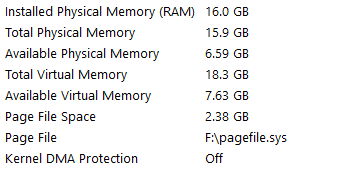 Installed Physical Memory (RAM) 16.0 GB
Total Physical Memory 15.9 GB
Available Physical Memory 6.59 GB
Total Virtual Memory 18.3 GB
Available Virtual Memory 7.63 GB
Page File Space 2.38 GB
Page File F:\pagefile.sys
Kernel DMA Protection Off